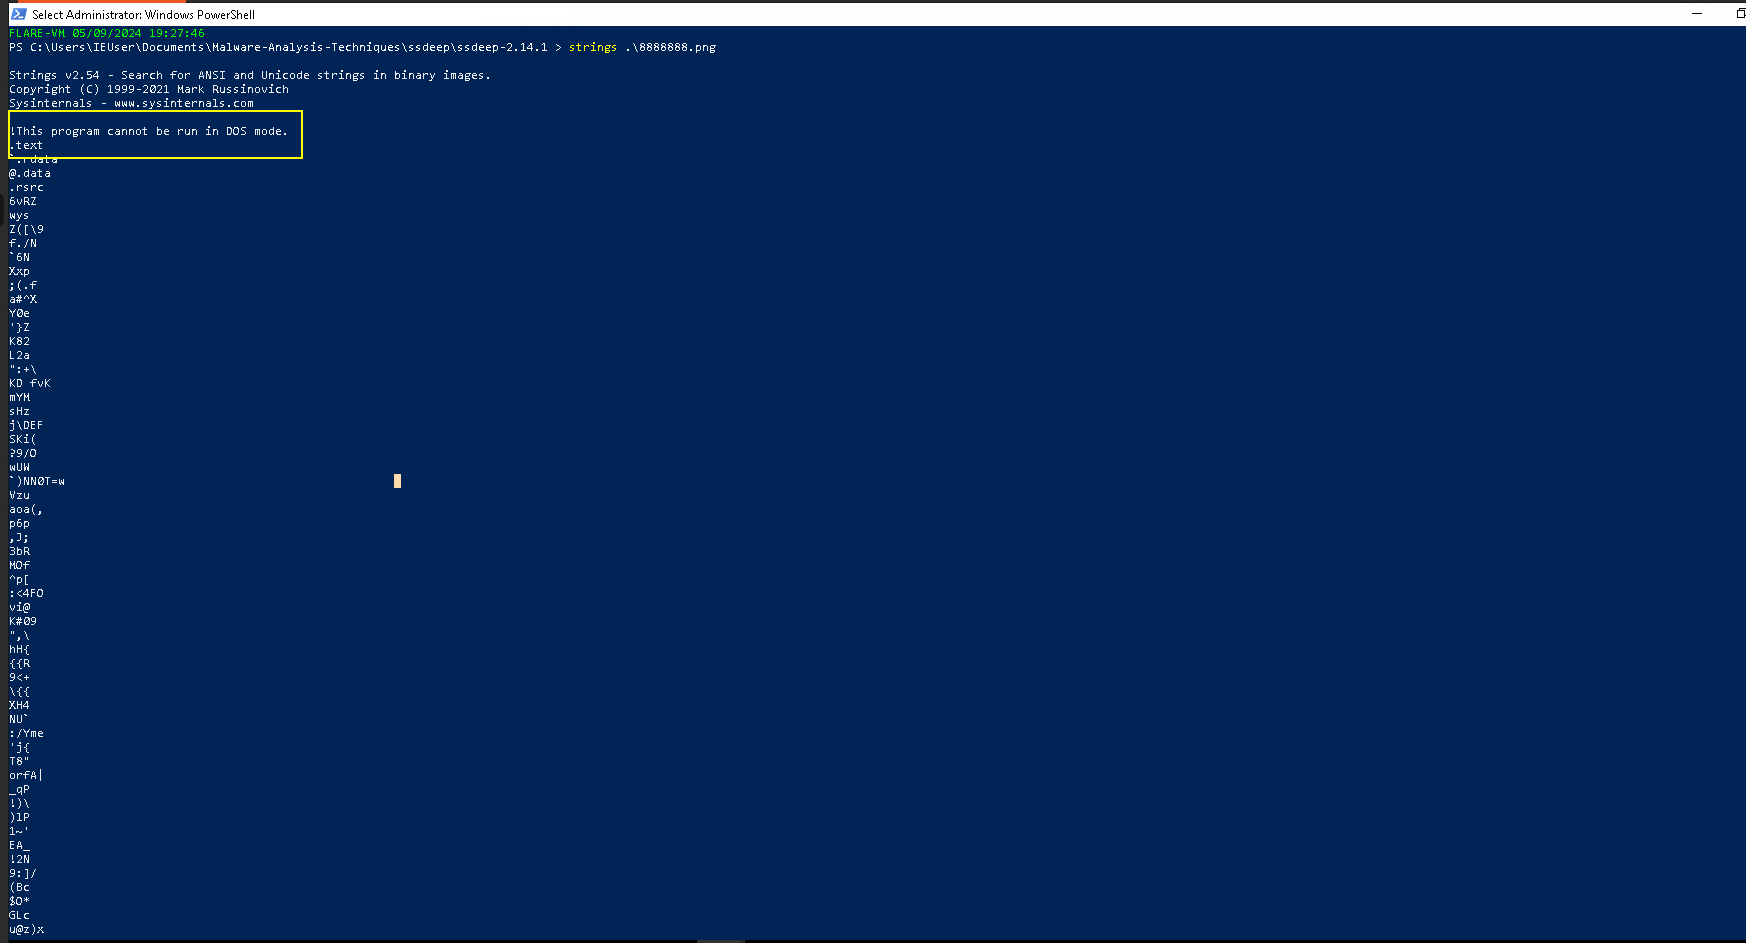 Select Administrator: Windows PowerShell
FLARE-VM 05/09/2024 19:27:46
PS C:\Users\IEUser\Documents\Malware-Analysis-Techniques\ssdeep\ssdeep-2.14.1 > strings .\8888888.png
Strings v2.54 - Search for ANSI and Unicode strings in binary images.
Copyright (C) 1999-2021 Mark Russinovich
Sysinternals - www.sysinternals.com
!This program cannot be run in DOS mode.
.text
`.rdata
@.data
.rsrc
6vRZ
wys
Z([\9
f./N
`6N
Xxp
;(.f
a#^X
Y0e
'}Z
K82
L2a
":+\
KD fvK
mYM
sHz
j\DEF
SKi(
?9/O
wUW
`)NN0T=w
Vzu
aoa(,
p6p
,J;
3bR
MOf
^p[
:<4FO
vi@
K#09
",\
hH{
{{R
9<+
\{{
XH4
NU`
:/Yme
'j{
T8"
orfA|
_qP
!)\
)lP
1~'
EA_
!2N
9:]/
(Bc
$O*
GLc
u@z)x